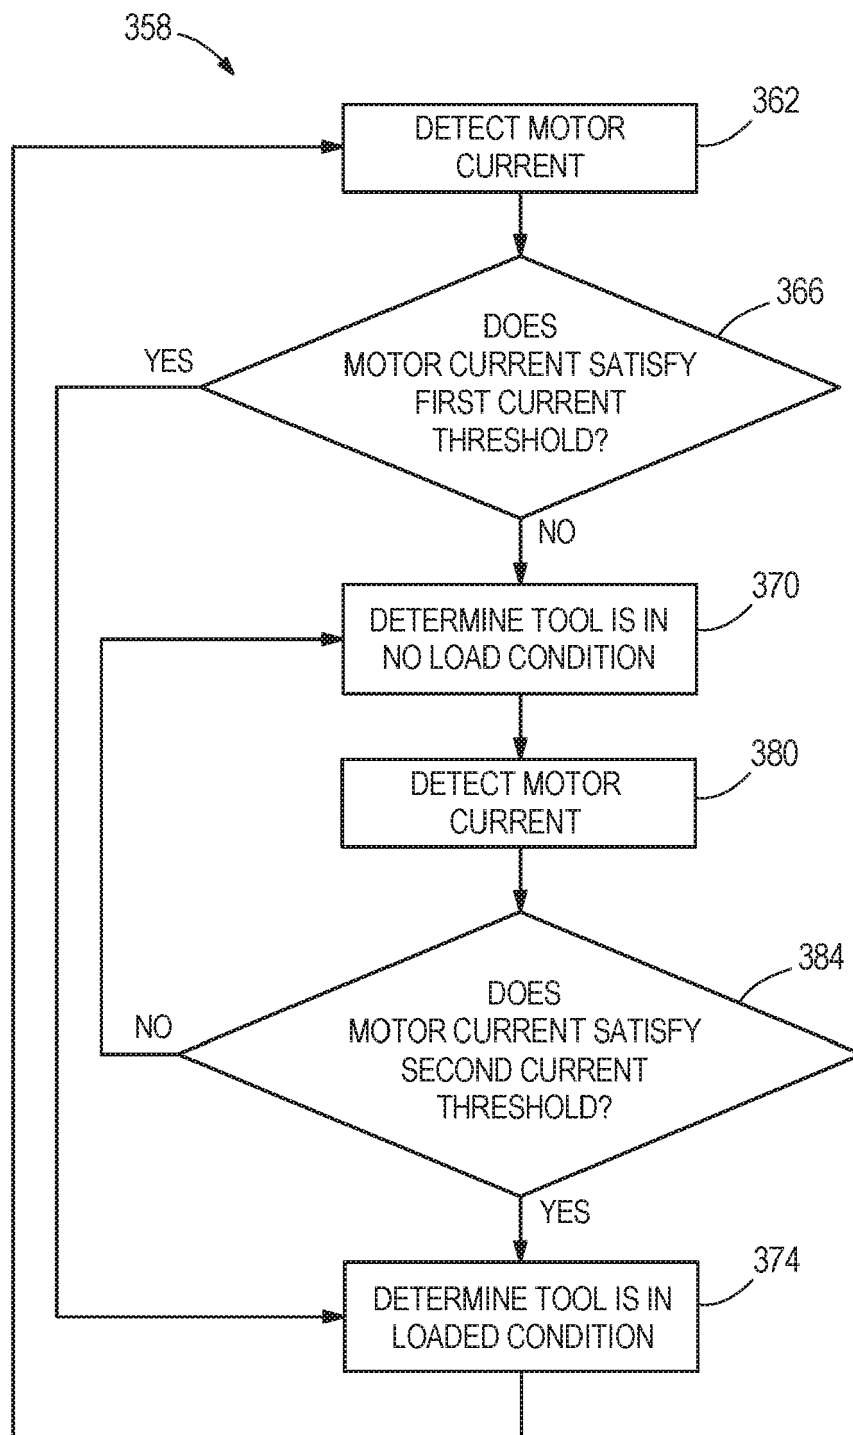 358
DETECT MOTOR
CURRENT
362
DOES
MOTOR CURRENT SATISFY
FIRST CURRENT
THRESHOLD?
366
YES
NO
DETERMINE TOOL IS IN
NO LOAD CONDITION
370
DETECT MOTOR
CURRENT
380
DOES
MOTOR CURRENT SATISFY
SECOND CURRENT
THRESHOLD?
384
NO
YES
DETERMINE TOOL IS IN
LOADED CONDITION
374